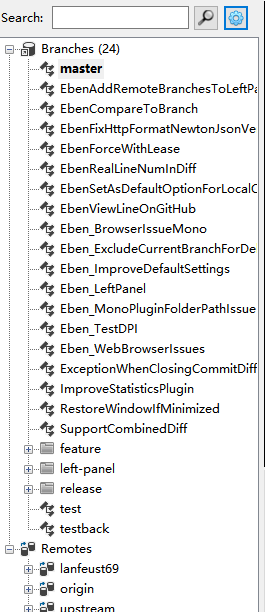 Search:
Branches (24)
master
EbenAddRemoteBranchesToLeftPa
EbenCompareToBranch
EbenFixHttpFormatNewtonJsonVe
EbenForceWithLease
EbenRealLineNumInDiff
EbenSetAsDefaultOptionForLocalC
EbenViewLineOnGitHub
Eben_BrowserIssueMono
Eben_ExcludeCurrentBranchForDe
Eben_ImproveDefaultSettings
Eben_LeftPanel
Eben_MonoPluginFolderPathIssue
Eben_TestDPI
Eben_WebBrowserIssues
ExceptionWhenClosingCommitDiff
ImproveStatisticsPlugin
RestoreWindowIfMinimized
SupportCombinedDiff
feature
left-panel
release
test
testback
Remotes
lanfeust69
origin
upstream